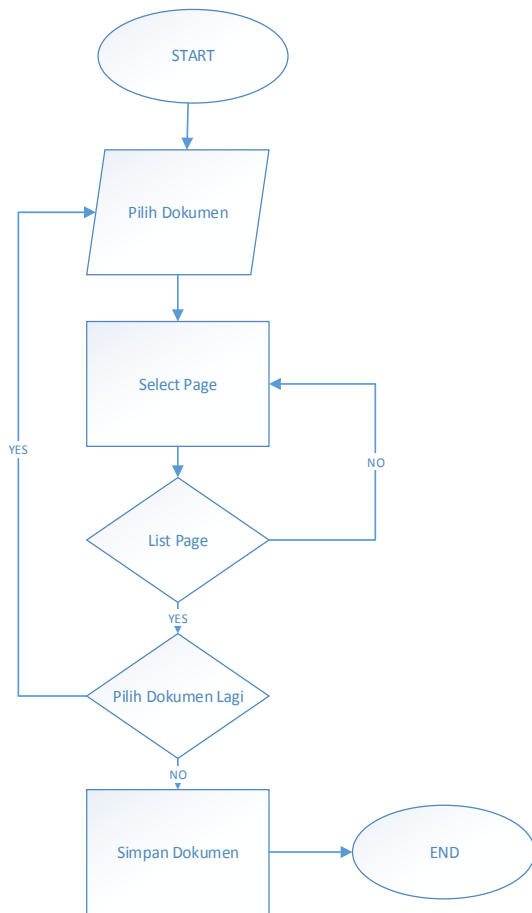 START
Pilih Dokumen
Select Page
YES
NO
List Page
YES
Pilih Dokumen Lagi
NO
Simpan Dokumen
END